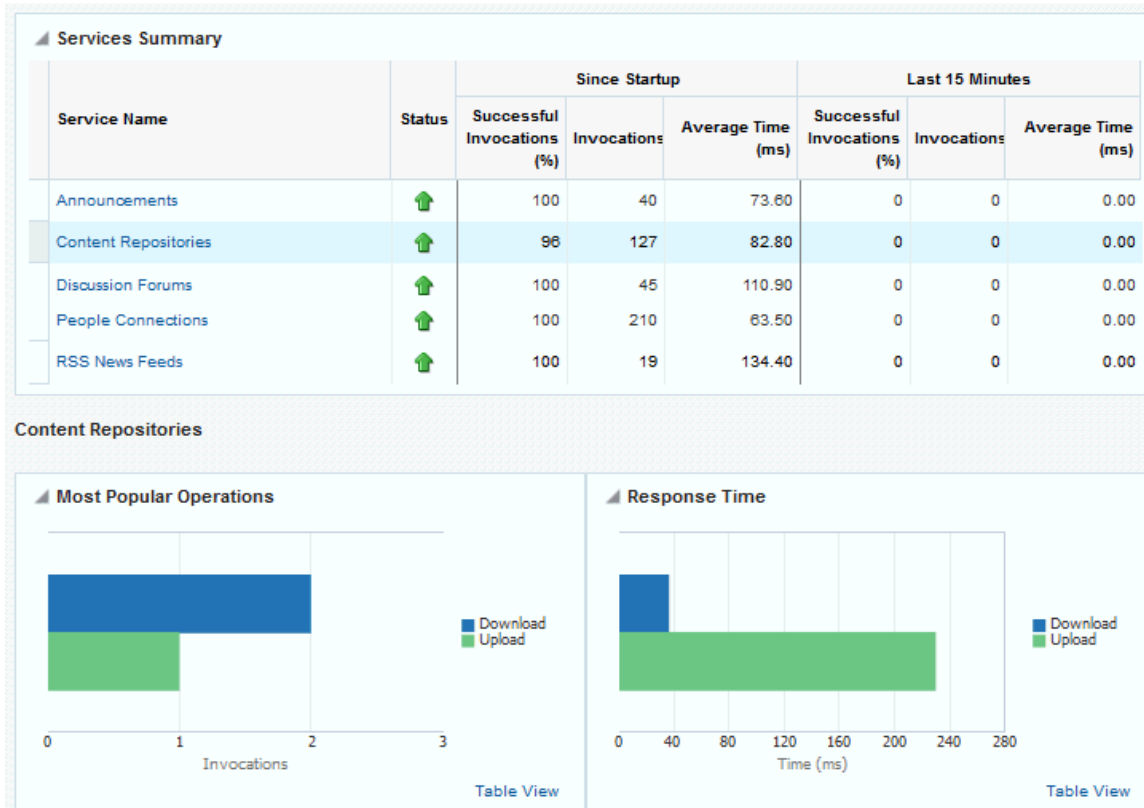 Services Summary
Since Startup Last 15 Minutes
Service Name Status Successful Invocations (%) Invocations Average Time (ms) Successful Invocations (%) Invocations Average Time (ms)
Announcements 100 40 73.60 0 0 0.00
Content Repositories 96 127 82.80 0 0 0.00
Discussion Forums 100 45 110.90 0 0 0.00
People Connections 100 210 63.50 0 0 0.00
RSS News Feeds 100 19 134.40 0 0 0.00
Content Repositories
Most Popular Operations
Download
Upload
0 1 2 3
Invocations
Table View
Response Time
Download
Upload
0 40 80 120 160 200 240 280
Time (ms)
Table View